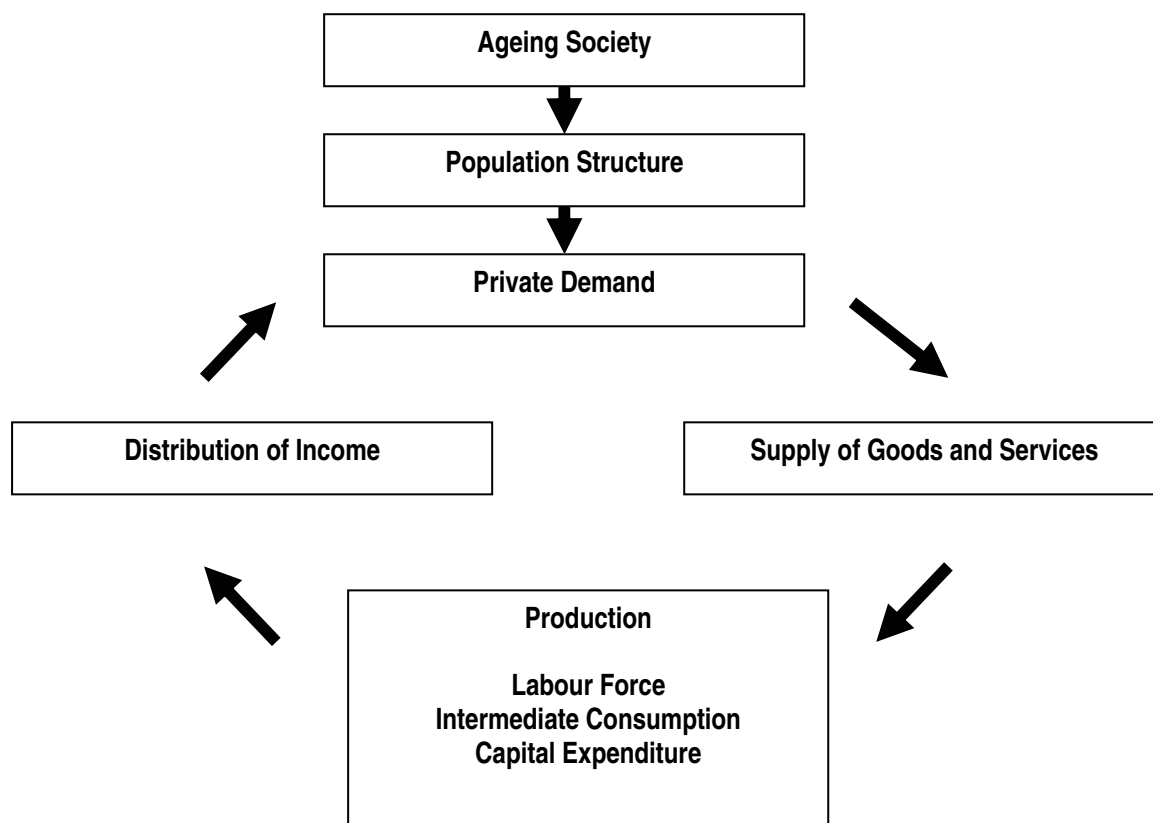 Ageing Society
Population Structure
Private Demand
Distribution of Income
Supply of Goods and Services
Production
Labour Force
Intermediate Consumption
Capital Expenditure